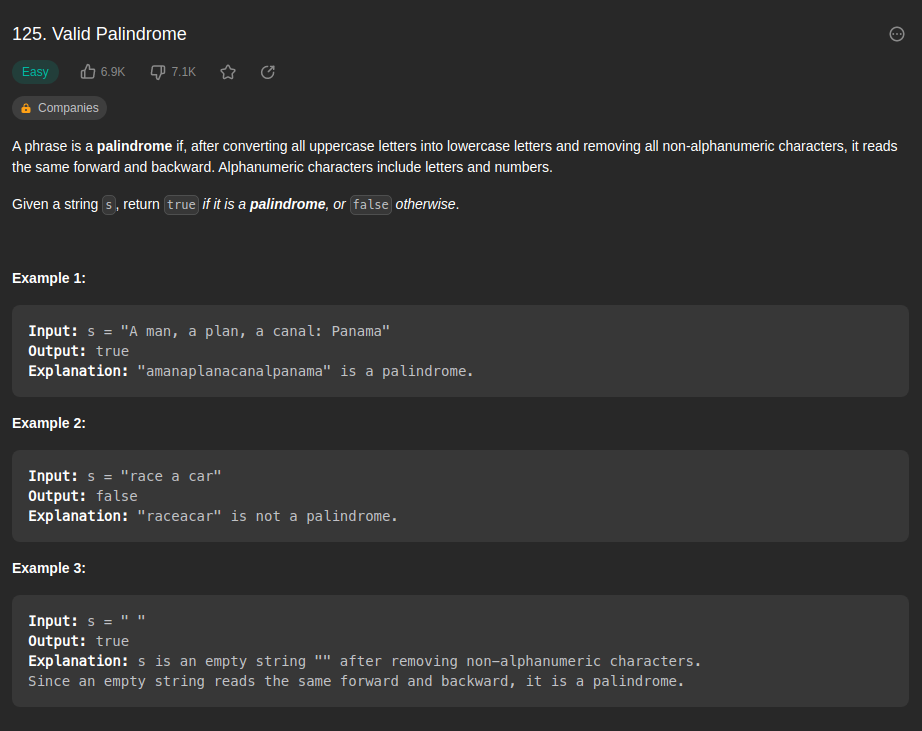 125. Valid Palindrome
Easy 6.9K 7.1K
Companies
A phrase is a palindrome if, after converting all uppercase letters into lowercase letters and removing all non-alphanumeric characters, it reads
the same forward and backward. Alphanumeric characters include letters and numbers.
Given a string s, return true if it is a palindrome, or false otherwise.
Example 1:
Input: s = "A man, a plan, a canal: Panama"
Output: true
Explanation: "amanaplanacanalpanama" is a palindrome.
Example 2:
Input: s = "race a car"
Output: false
Explanation: "raceacar" is not a palindrome.
Example 3:
Input: s = " "
Output: true
Explanation: s is an empty string "" after removing non-alphanumeric characters.
Since an empty string reads the same forward and backward, it is a palindrome.